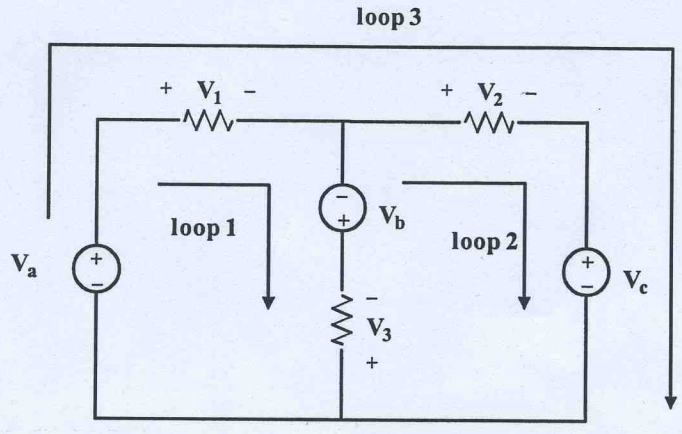 loop 3
+ V1 −
+ V2 −
−
+
Vb
loop 1
loop 2
Va
+
−
+
−
Vc
−
V3
+